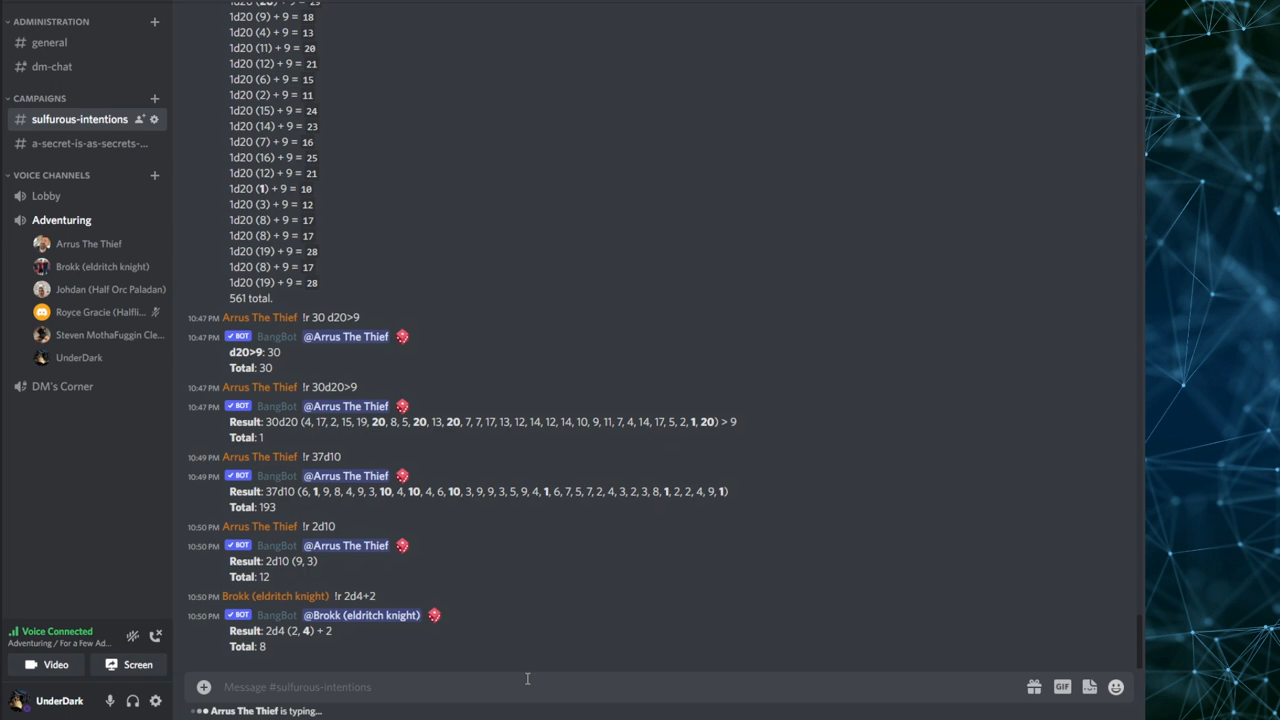 ADMINISTRATION
general
dm-chat
CAMPAIGNS
sulfurous-intentions
a-secret-is-as-secrets-...
VOICE CHANNELS
Lobby
Adventuring
Arrus The Thief
Brokk (eldritch knight)
Johdan (Half Orc Paladan)
Royce Gracie (Halfli...
Steven MothaFuggin Cle...
UnderDark
DM's Corner
Voice Connected
Adventuring / For a Few Ad...
Video
Screen
UnderDark
1d20 (20) + 9 = 29
1d20 (9) + 9 = 18
1d20 (4) + 9 = 13
1d20 (11) + 9 = 20
1d20 (12) + 9 = 21
1d20 (6) + 9 = 15
1d20 (2) + 9 = 11
1d20 (15) + 9 = 24
1d20 (14) + 9 = 23
1d20 (7) + 9 = 16
1d20 (16) + 9 = 25
1d20 (12) + 9 = 21
1d20 (1) + 9 = 10
1d20 (3) + 9 = 12
1d20 (8) + 9 = 17
1d20 (8) + 9 = 17
1d20 (19) + 9 = 28
1d20 (8) + 9 = 17
1d20 (19) + 9 = 28
561 total.
10:47 PM Arrus The Thief !r 30 d20>9
10:47 PM BOT BangBot @Arrus The Thief
d20>9: 30
Total: 30
10:47 PM Arrus The Thief !r 30d20>9
10:47 PM BOT BangBot @Arrus The Thief
Result: 30d20 (4, 17, 2, 15, 19, 20, 8, 5, 20, 13, 20, 7, 7, 17, 13, 12, 14, 12, 14, 10, 9, 11, 7, 4, 14, 17, 5, 2, 1, 20) > 9
Total: 1
10:49 PM Arrus The Thief !r 37d10
10:49 PM BOT BangBot @Arrus The Thief
Result: 37d10 (6, 1, 9, 8, 4, 9, 3, 10, 4, 10, 4, 6, 10, 3, 9, 9, 3, 5, 9, 4, 1, 6, 7, 5, 7, 2, 4, 3, 2, 3, 8, 1, 2, 2, 4, 9, 1)
Total: 193
10:50 PM Arrus The Thief !r 2d10
10:50 PM BOT BangBot @Arrus The Thief
Result: 2d10 (9, 3)
Total: 12
10:50 PM Brokk (eldritch knight) !r 2d4+2
10:50 PM BOT BangBot @Brokk (eldritch knight)
Result: 2d4 (2, 4) + 2
Total: 8
Message #sulfurous-intentions
GIF
Arrus The Thief is typing...